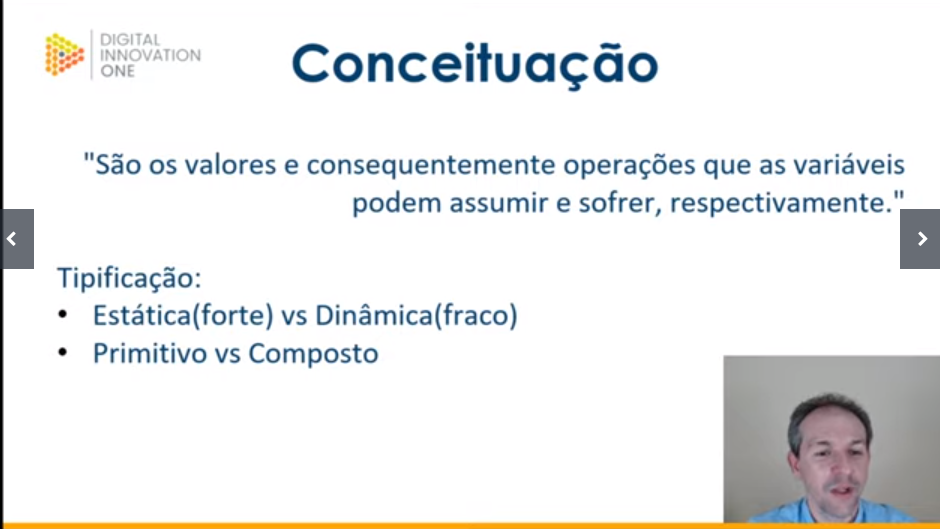 DIGITAL
INNOVATION
ONE
Conceituação
"São os valores e consequentemente operações que as variáveis
podem assumir e sofrer, respectivamente."
Tipificação:
• Estática(forte) vs Dinâmica(fraco)
• Primitivo vs Composto